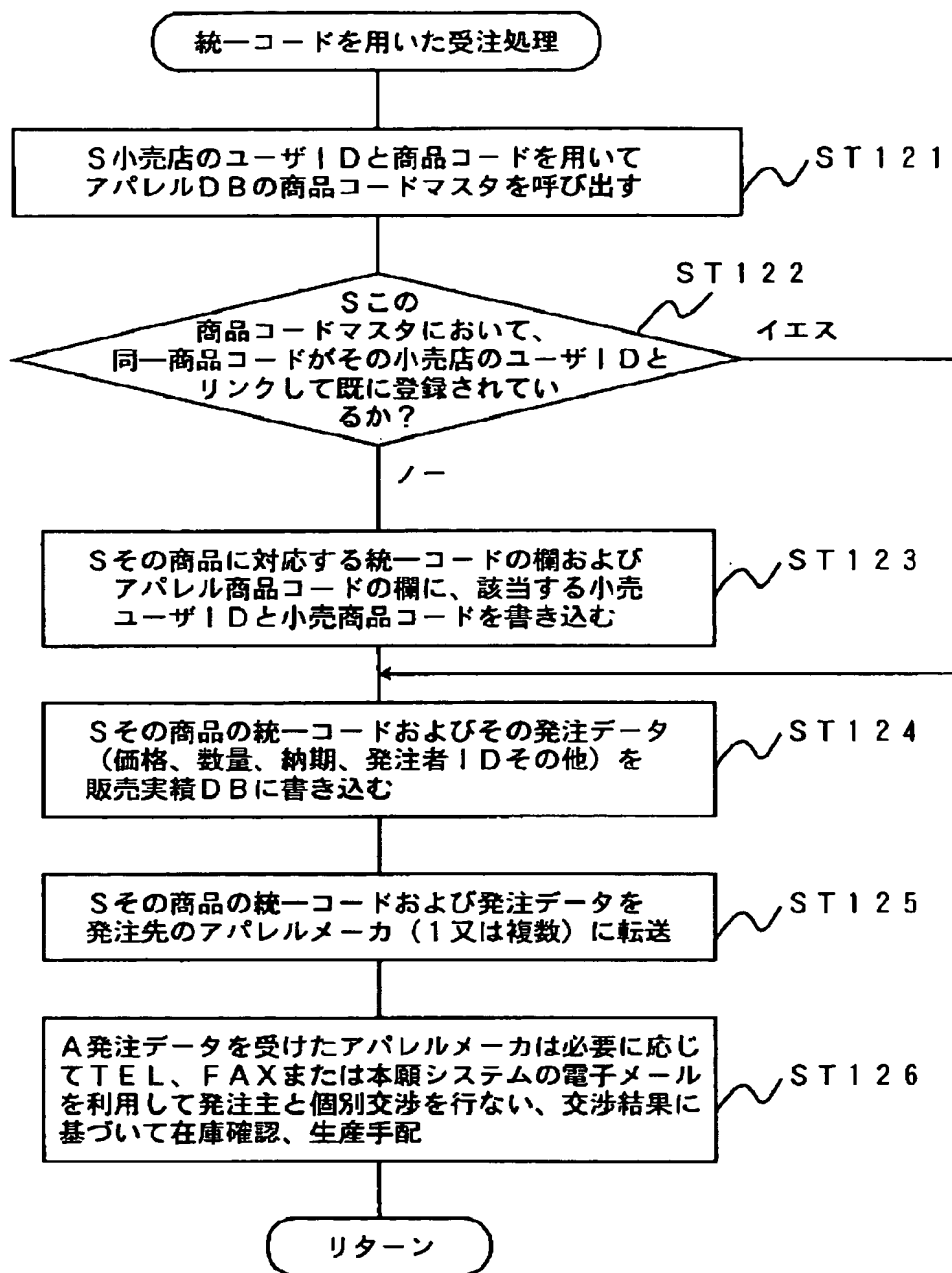 統一コードを用いた受注処理
S小売店のユーザIDと商品コードを用いて
アパレルDBの商品コードマスタを呼び出す
ST121
ST122
Sこの
商品コードマスタにおいて、
同一商品コードがその小売店のユーザIDと
リンクして既に登録されてい
るか?
イエス
ノー
Sその商品に対応する統一コードの欄および
アパレル商品コードの欄に、該当する小売
ユーザIDと小売商品コードを書き込む
ST123
Sその商品の統一コードおよびその発注データ
(価格、数量、納期、発注者IDその他)を
販売実績DBに書き込む
ST124
Sその商品の統一コードおよび発注データを
発注先のアパレルメーカ(1又は複数)に転送
ST125
A発注データを受けたアパレルメーカは必要に応じ
てTEL、FAXまたは本願システムの電子メール
を利用して発注主と個別交渉を行ない、交渉結果に
基づいて在庫確認、生産手配
ST126
リターン